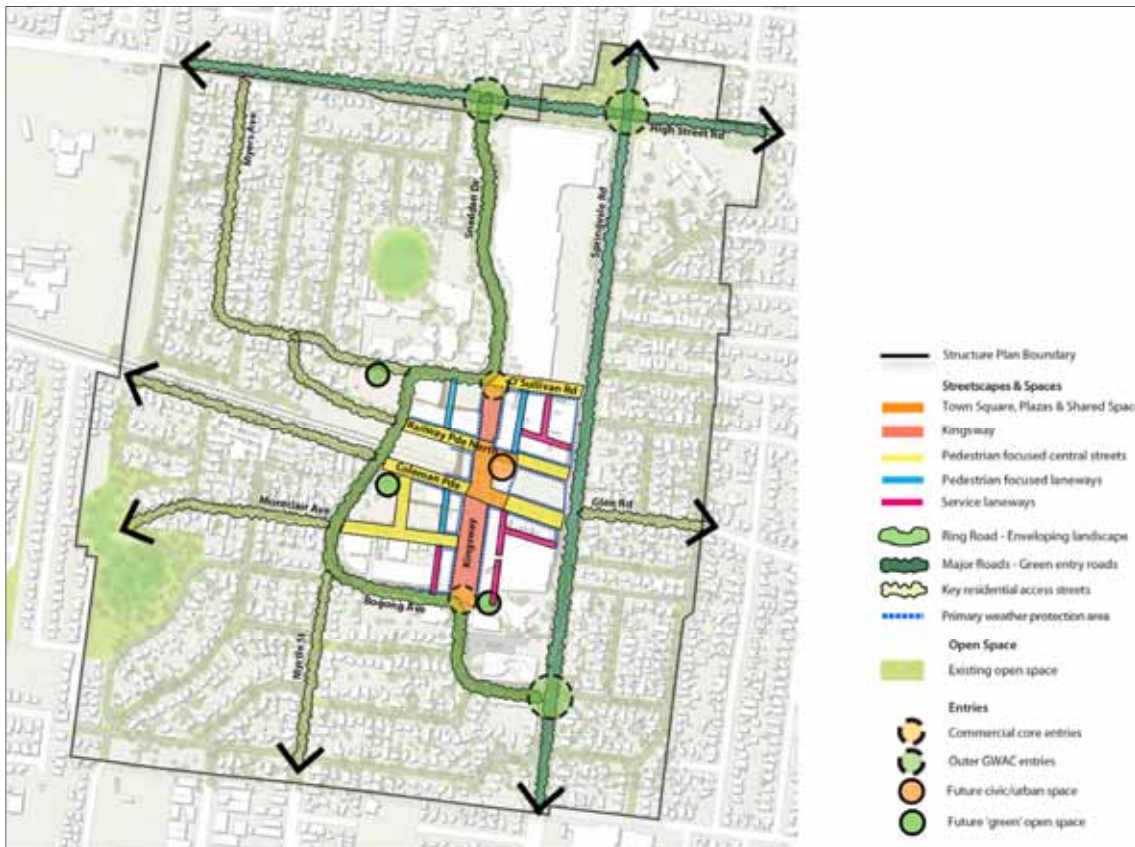 Myers Ave
Sneddon Dr
High Street Rd
Springvale Rd
O'Sullivan Rd
Railway Pde North
Coleman Pde
Montclair Ave
Glen Rd
Kingsway
Bogong Ave
Myrtle St
Structure Plan Boundary
Streetscapes & Spaces
Town Square, Plazas & Shared Spac
Kingsway
Pedestrian focused central streets
Pedestrian focused laneways
Service laneways
Ring Road - Enveloping landscape
Major Roads - Green entry roads
Key residential access streets
Primary weather protection area
Open Space
Existing open space
Entries
Commercial core entries
Outer GWAC entries
Future civic/urban space
Future 'green' open space